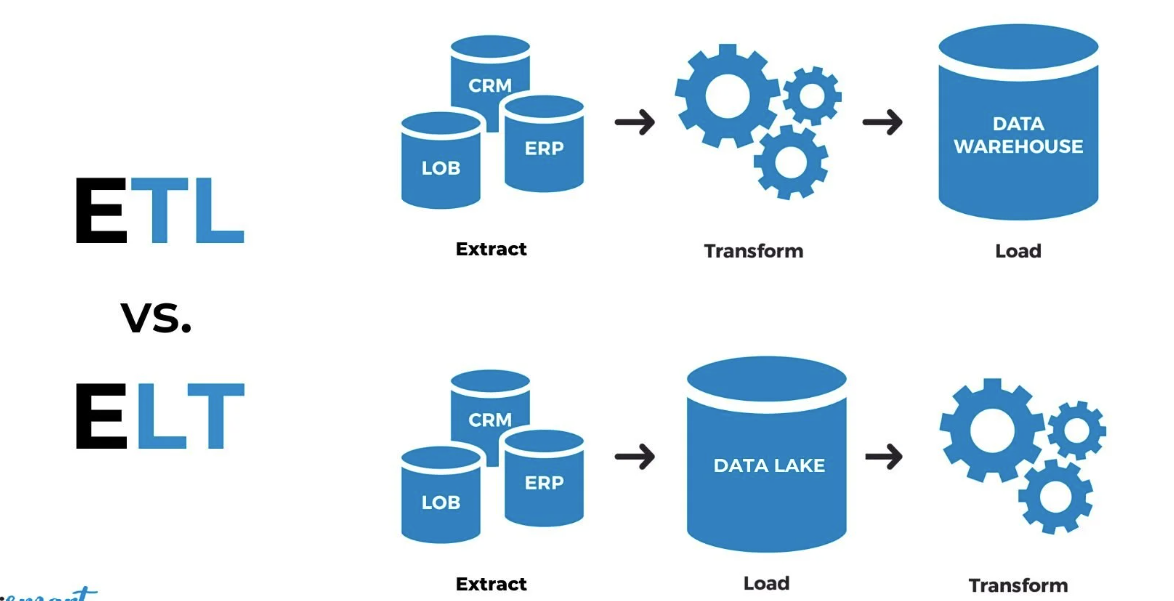 ETL
vs.
ELT
CRM
LOB
ERP
DATA
WAREHOUSE
Extract
Transform
Load
CRM
LOB
ERP
DATA LAKE
Extract
Load
Transform